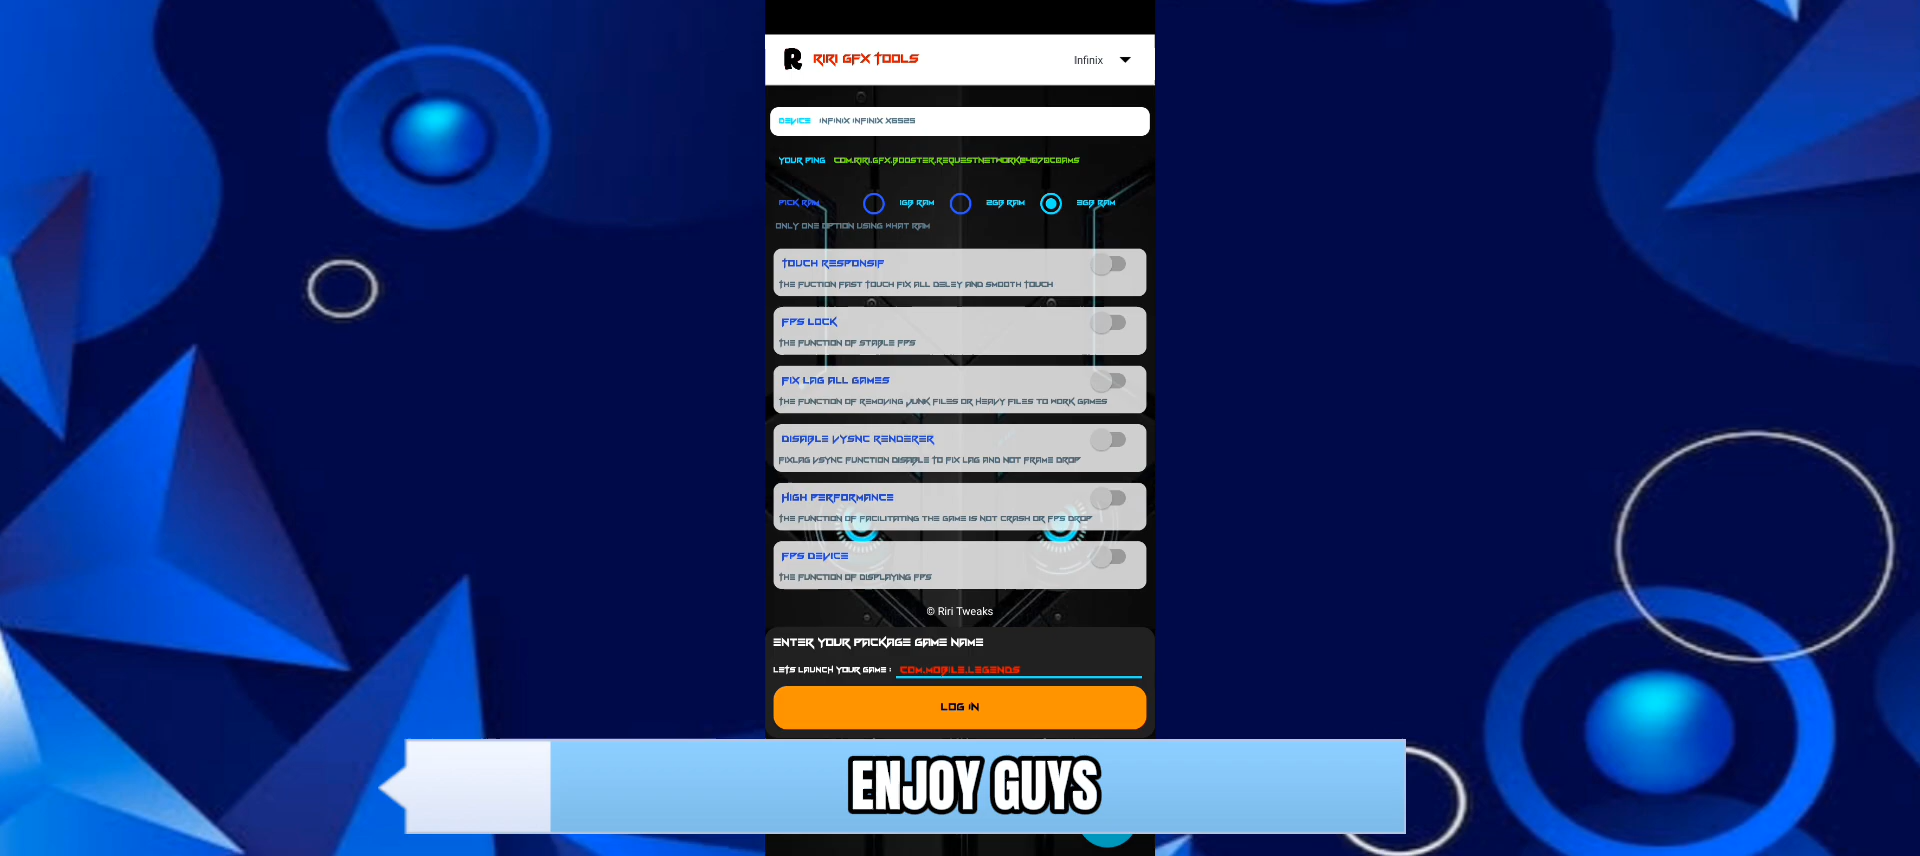 R RIRI GFX TOOLS
Infinix
DEVICE INFINIX INFINIX X6525
YOUR PING COM.RIRI.GFX.BOOSTER.REQUESTNETWORK@
PICK RAM 1GB RAM 2GB RAM 3GB RAM
ONLY ONE OPTION USING WHAT RAM
TOUCH RESPONSIF
THE FUCTION FAST TOUCH FIX ALL DELEY AND SMOOTH TOUCH
FPS LOCK
THE FUNCTION OF STABLE FPS
FIX LAG ALL GAMES
THE FUNCTION OF REMOVING JUNK FILES OR HEAVY FILES TO WORK GAMES
DISABLE VYSNC RENDERER
FIXLAG VSYNC FUNCTION DISABLE TO FIX LAG AND NOT FRAME DROP
HIGH PERFORMANCE
THE FUNCTION OF FACILITATING THE GAME IS NOT CRASH OR FPS DROP
FPS DEVICE
THE FUNCTION OF DISPLAYING FPS
© Riri Tweaks
ENTER YOUR PACKAGE GAME NAME
LETS LAUNCH YOUR GAME : COM.MOBILE.LEGENDS
LOG IN
ENJOY GUYS